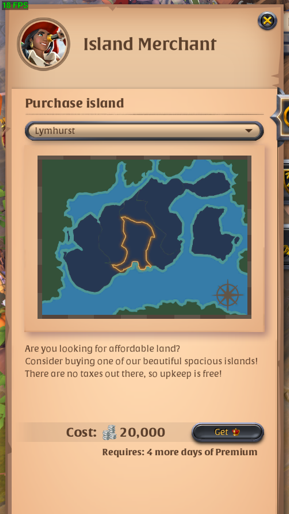 18 FPS
Island Merchant
Purchase island
Lymhurst
Are you looking for affordable land?
Consider buying one of our beautiful spacious islands!
There are no taxes out there, so upkeep is free!
Cost: 20,000
Get
Requires: 4 more days of Premium